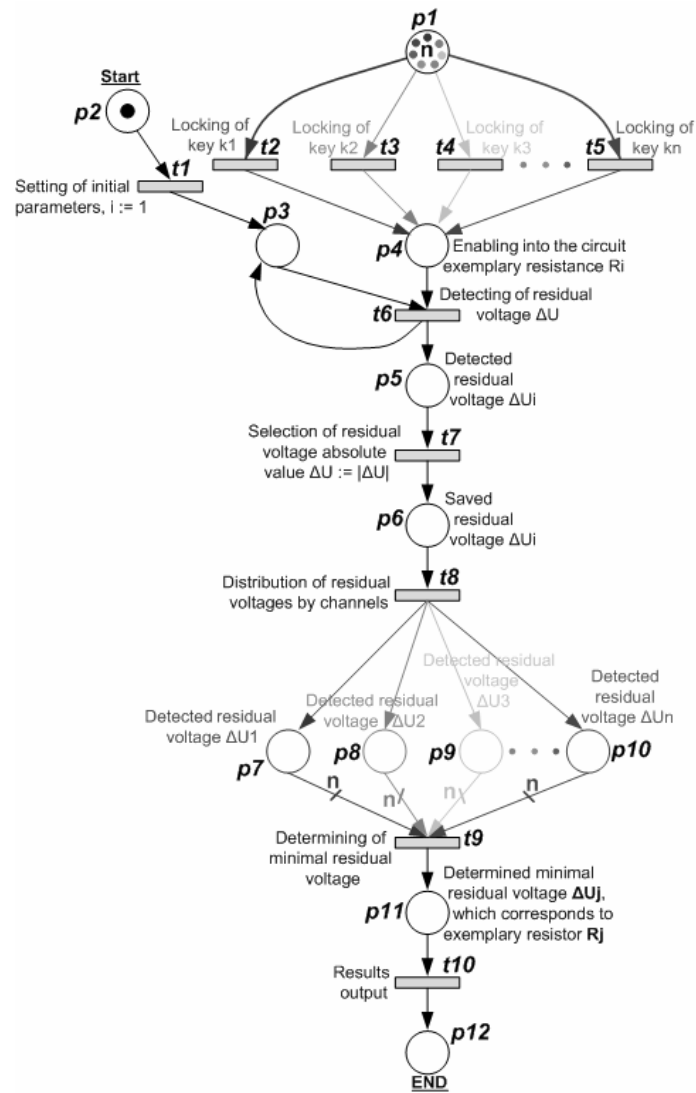 p1
n
Start
p2
Locking of
key k1
t2
Locking of
key k2
t3
Locking of
key k3
t4
t5
Locking of
key kn
t1
Setting of initial
parameters, i := 1
p3
p4
Enabling into the circuit
exemplary resistance Ri
Detecting of residual
voltage ΔU
t6
p5
Detected
residual
voltage ΔUi
Selection of residual
voltage absolute
value ΔU := |ΔU|
t7
p6
Saved
residual
voltage ΔUi
t8
Distribution of residual
voltages by channels
Detected residual
voltage ΔU1
Detected residual
voltage ΔU2
Detected residual
voltage
ΔU3
Detected
residual
voltage ΔUn
p7
p8
p9
p10
n
n
n
n
Determining of
minimal residual
voltage
t9
p11
Determined minimal
residual voltage ΔUj,
which corresponds to
exemplary resistor Rj
t10
Results
output
p12
END